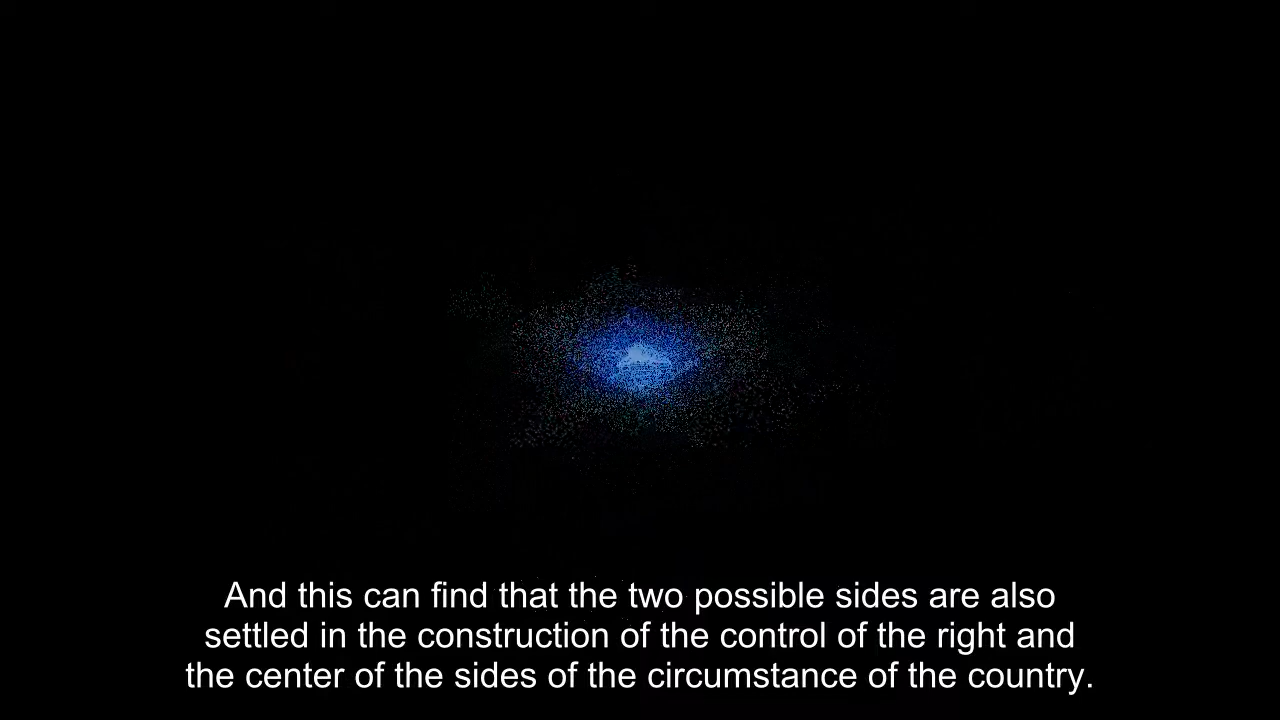 And this can find that the two possible sides are also
settled in the construction of the control of the right and
the center of the sides of the circumstance of the country.